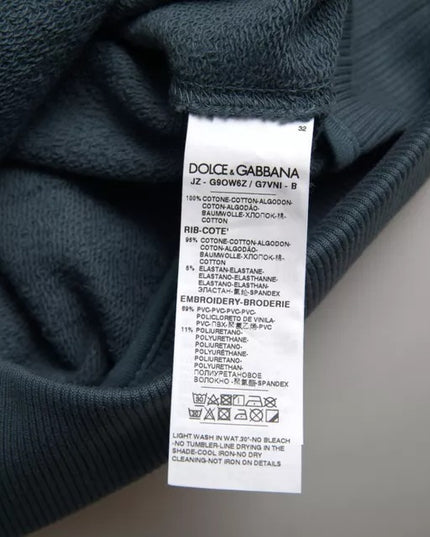 32
DOLCE & GABBANA
JZ - G9OW6Z / G7VNI - B
100% COTONE-COTTON-ALGODON-
COTTON-ALGODÃO-
BAUMWOLLE-ХЛОПОК-棉-
COTTON
RIB-COTE'
95% COTONE-COTTON-ALGODON-
COTTON-ALGODÃO-
BAUMWOLLE-ХЛОПОК-棉-
COTTON
5% ELASTAN-ELASTANE-
ELASTANO-ELASTHANNE-
ELASTANO-ELASTHAN-
ЭЛАСТАН-氨纶-SPANDEX
EMBROIDERY-BRODERIE
89% PVC-PVC-PVC-PVC-
POLICLORETO DE VINILA-
PVC-ПВХ-聚氯乙烯-PVC
11% POLIURETANO-
POLYURETHANE-
POLIURETANO-
POLYURETHANE-
POLIURETANO-
POLYURETHAN-
ПОЛИУРЕТАНОВОЕ
ВОЛОКНО -聚氨酯-SPANDEX
LIGHT WASH IN WAT.30°-NO BLEACH
-NO TUMBLER-LINE DRYING IN THE
SHADE-COOL IRON-NO DRY
CLEANING-NOT IRON ON DETAILS